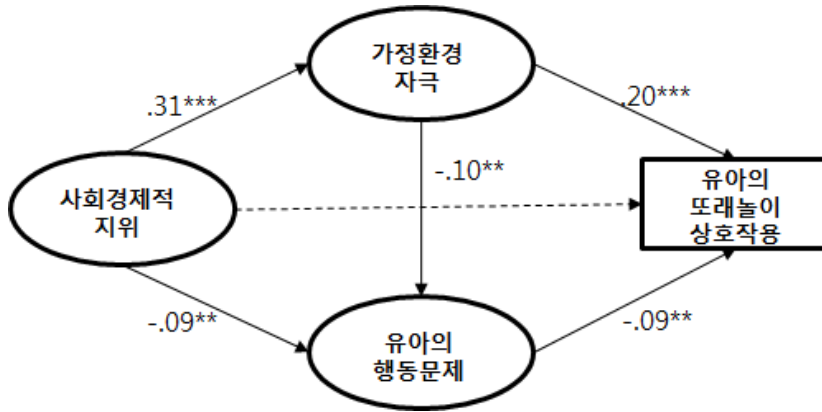 가정환경
자극
.31***
.20***
-.10**
사회경제적
지위
유아의
또래놀이
상호작용
-.09**
유아의
행동문제
-.09**